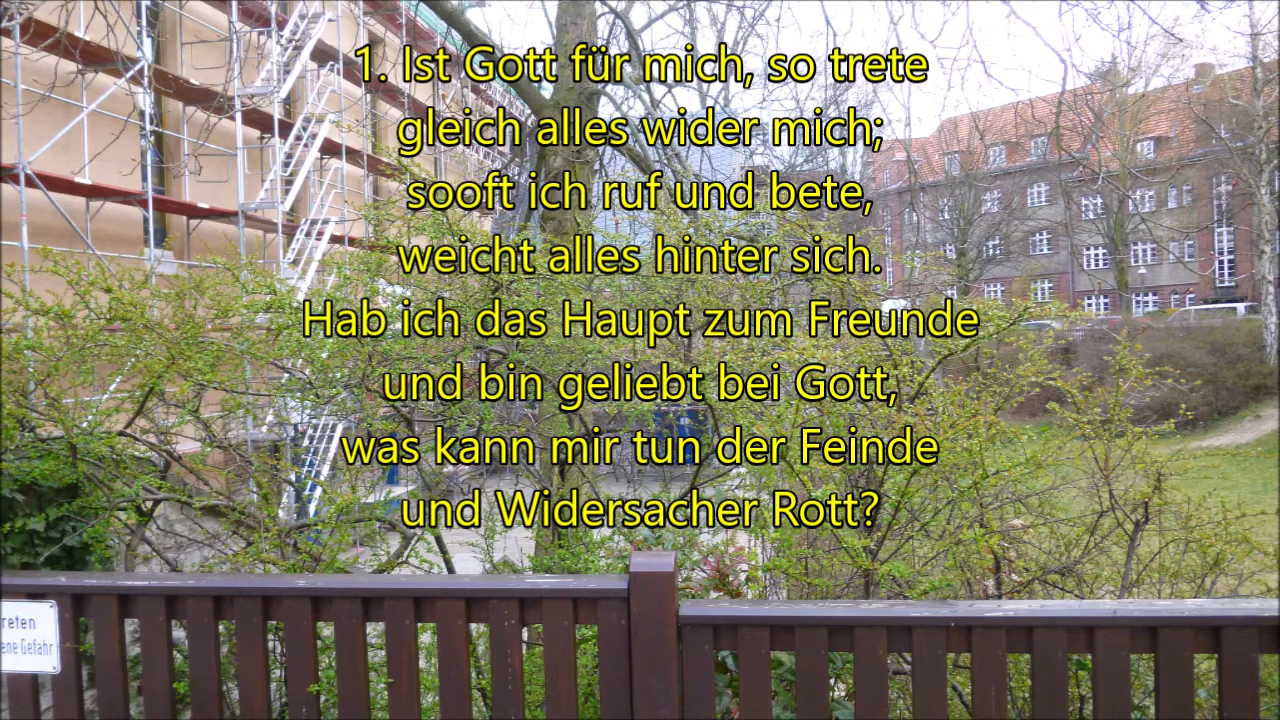 1. Ist Gott für mich, so trete
gleich alles wider mich;
sooft ich ruf und bete,
weicht alles hinter sich.
Hab ich das Haupt zum Freunde
und bin geliebt bei Gott,
was kann mir tun der Feinde
und Widersacher Rott?
reten
ene Gefahr